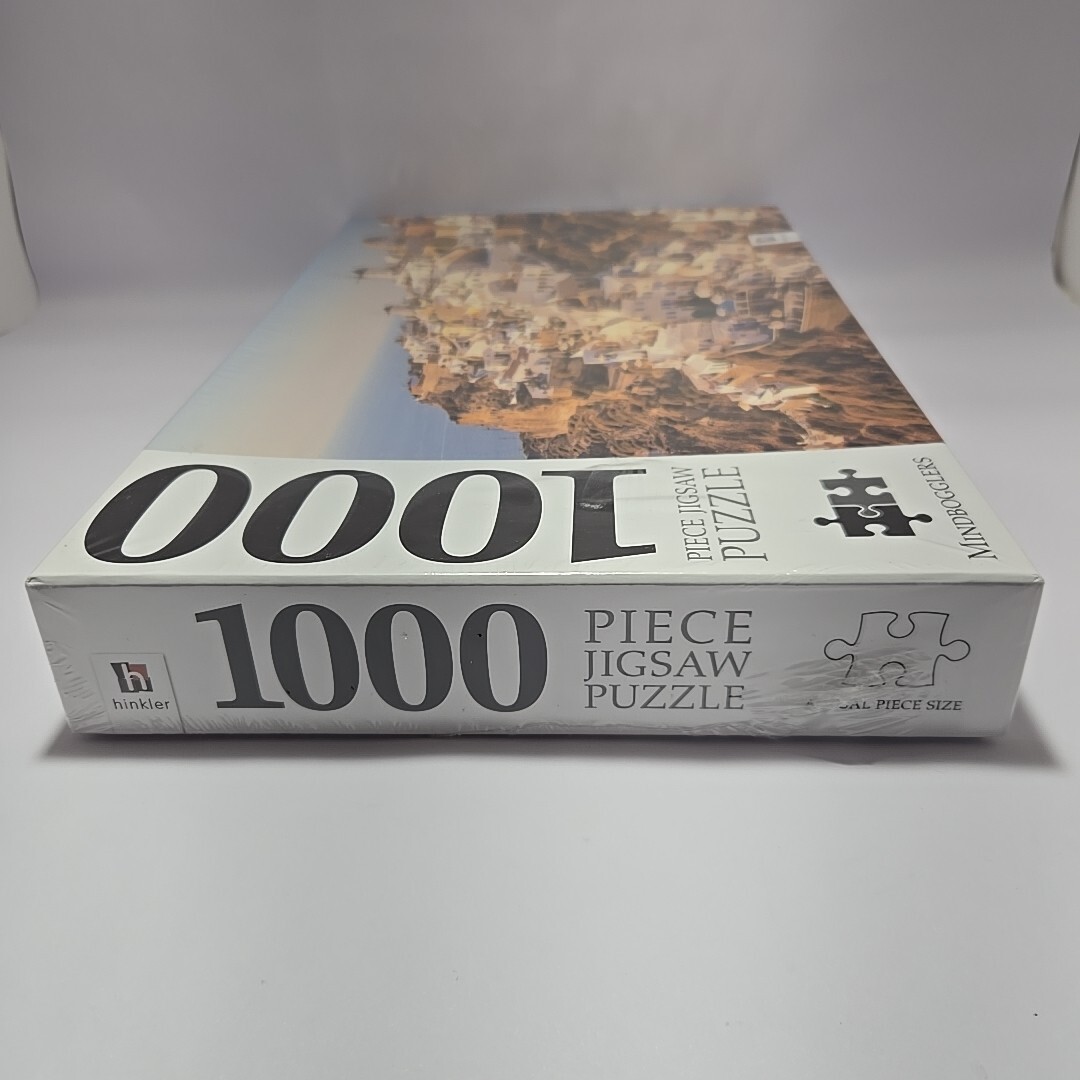 1000
PIECE JIGSAW
PUZZLE
MINDBOGGLERS
hinkler
1000
PIECE
JIGSAW
PUZZLE
PIECE SIZE